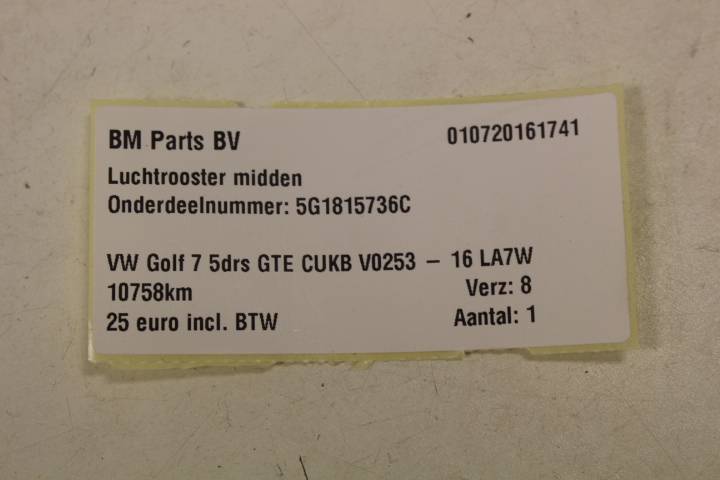 BM Parts BV 010720161741
Luchtrooster midden
Onderdeelnummer: 5G1815736C
VW Golf 7 5drs GTE CUKB V0253 – 16 LA7W
10758km Verz: 8
25 euro incl. BTW Aantal: 1